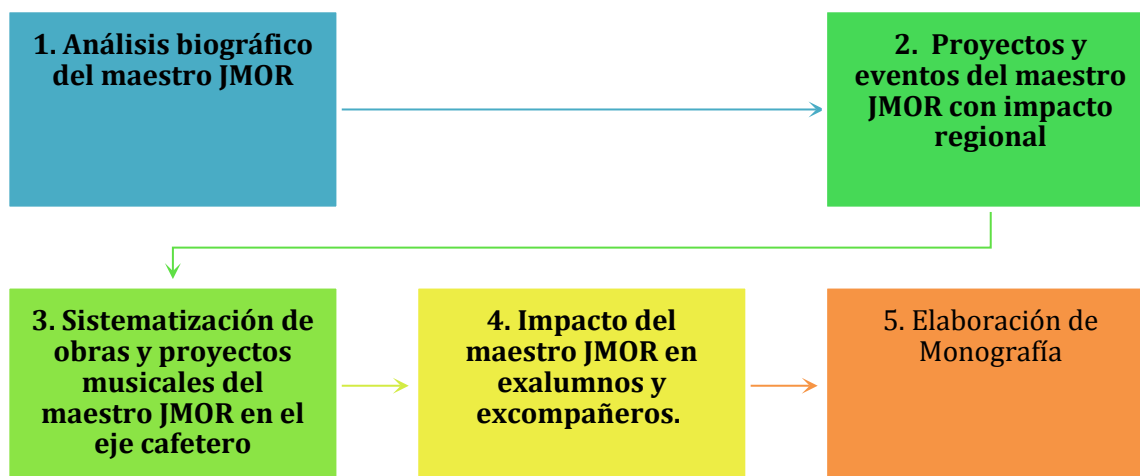 1. Análisis biográfico
del maestro JMOR
2. Proyectos y
eventos del maestro
JMOR con impacto
regional
3. Sistematización de
obras y proyectos
musicales del
maestro JMOR en el
eje cafetero
4. Impacto del
maestro JMOR en
exalumnos y
excompañeros.
5. Elaboración de
Monografía